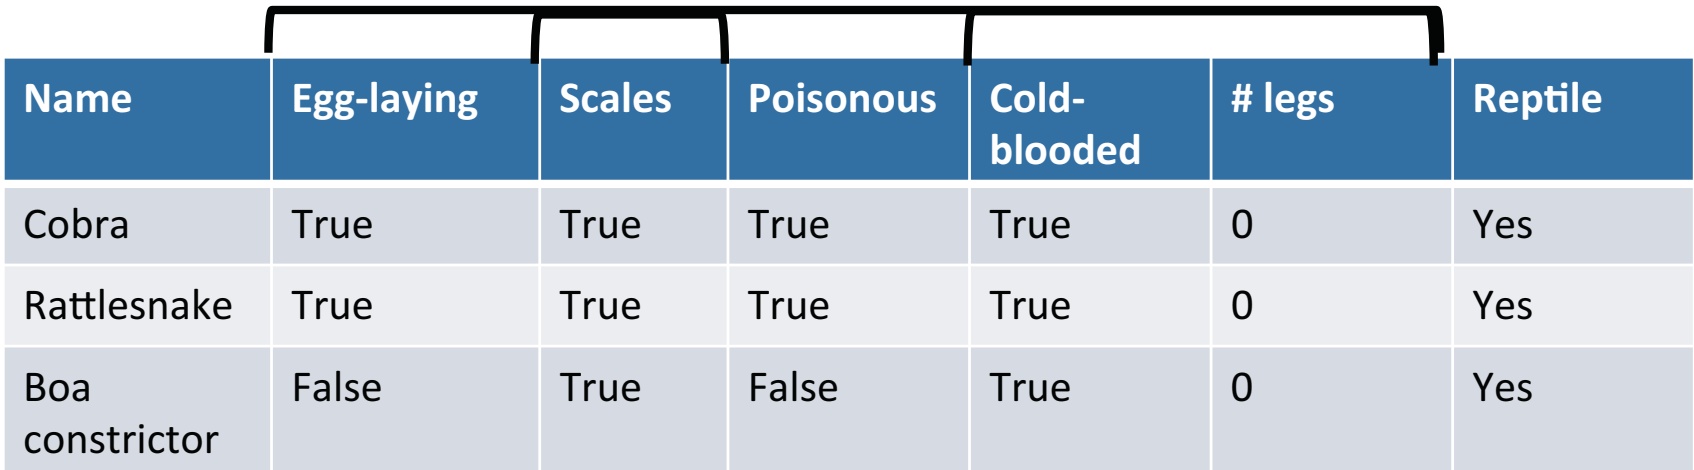 Name Egg-laying Scales Poisonous Cold-blooded # legs Reptile
Cobra True True True True 0 Yes
Rattlesnake True True True True 0 Yes
Boa constrictor False True False True 0 Yes